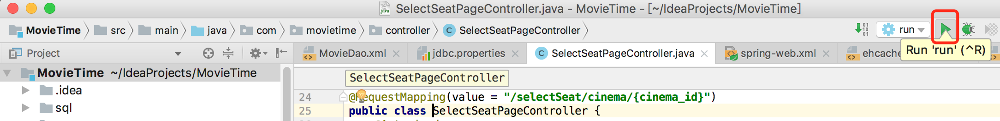 SelectSeatPageController.java - MovieTime - [~/IdeaProjects/MovieTime]
MovieTime src main java com movietime controller SelectSeatPageController run
Run 'run' (^R)
Project
MovieDao.xml jdbc.properties SelectSeatPageController.java spring-web.xml ehcache
MovieTime ~/IdeaProjects/MovieTime
.idea
sql
SelectSeatPageController
24 @RequestMapping(value = "/selectSeat/cinema/{cinema_id}")
25 public class SelectSeatPageController {